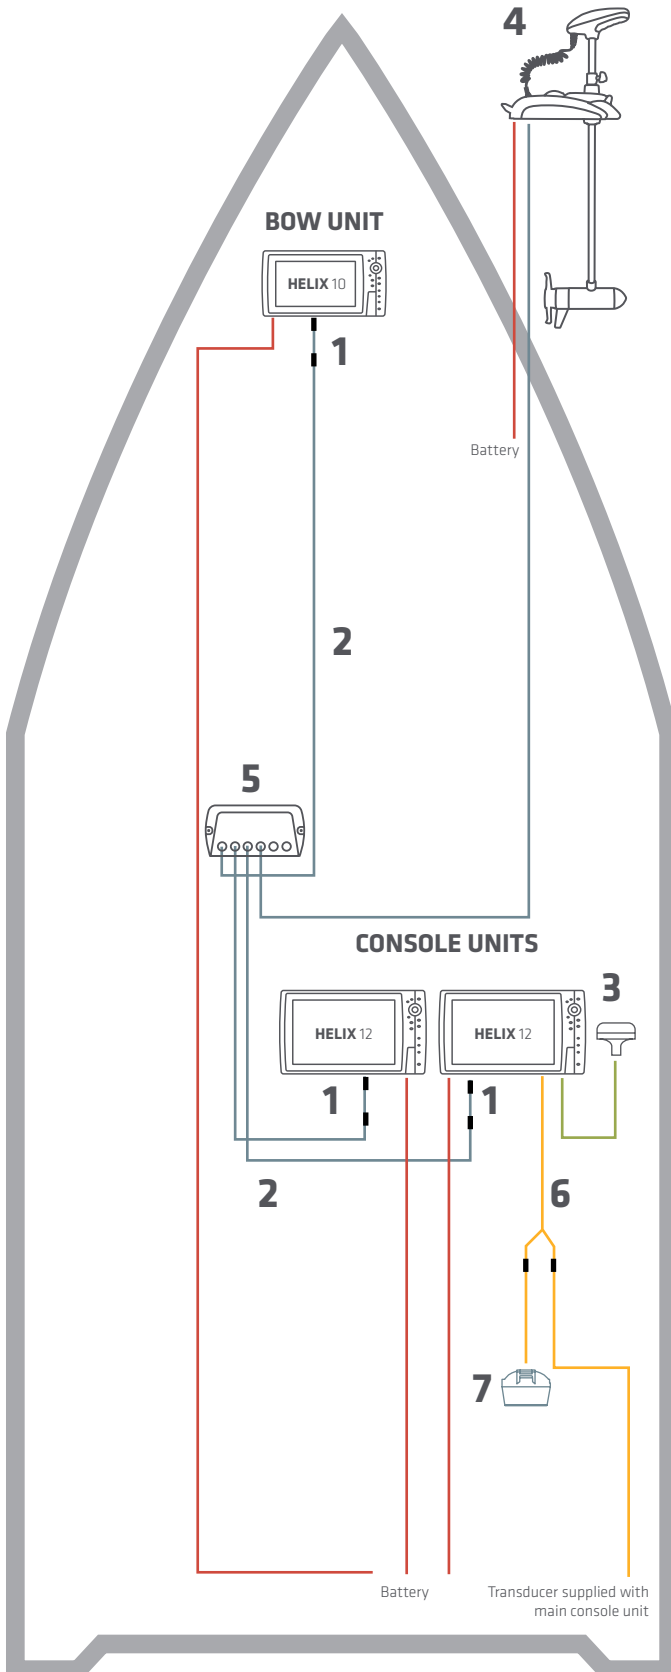 4
BOW UNIT
HELIX 10
1
Battery
2
5
CONSOLE UNITS
3
HELIX 12
HELIX 12
1
1
2
6
7
Battery
Transducer supplied with
main console unit